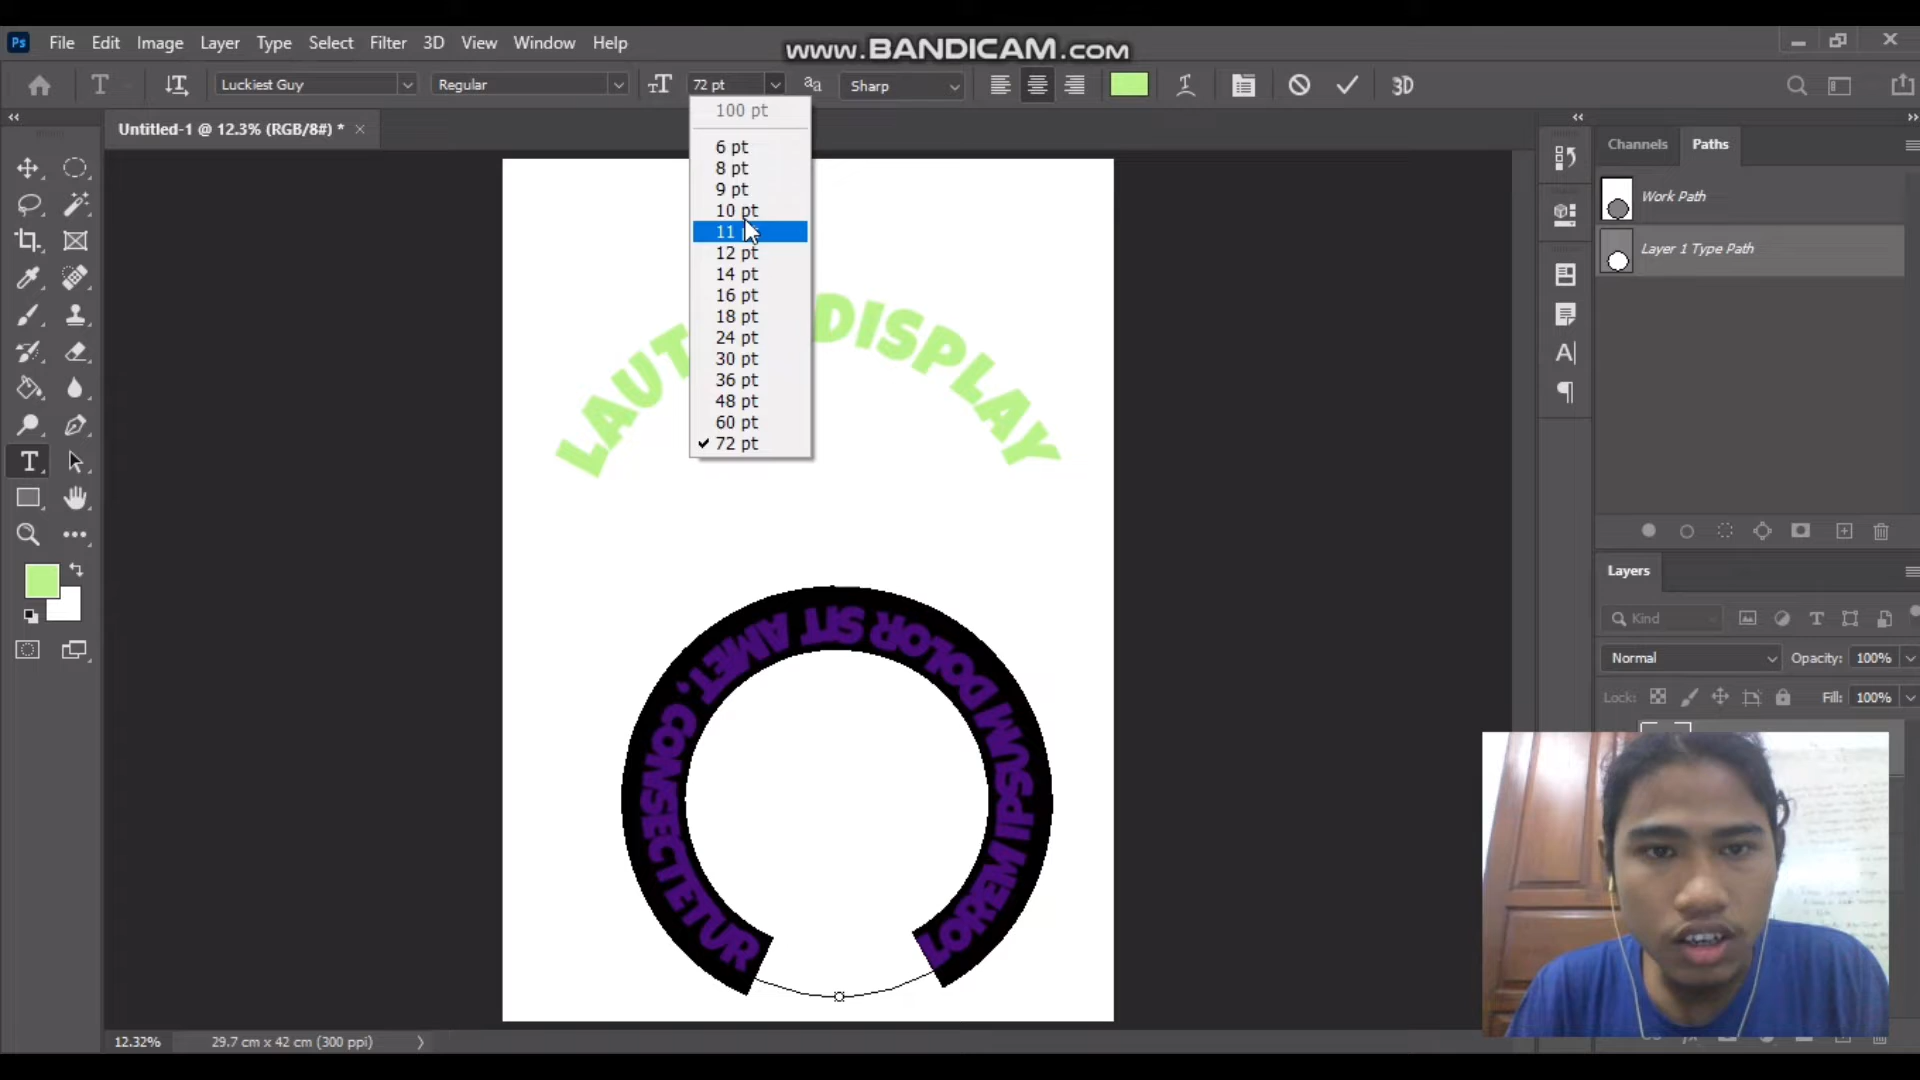 www.BANDICAM.com
Ps File Edit Image Layer Type Select Filter 3D View Window Help
T Luckiest Guy Regular 72 pt Sharp 3D
Untitled-1 @ 12.3% (RGB/8#) *
100 pt
6 pt
8 pt
9 pt
10 pt
11
12 pt
14 pt
16 pt
18 pt
24 pt
30 pt
36 pt
48 pt
60 pt
72 pt
LAUT DISPLAY
LOREM IPSUM DOLOR SIT AMET, CONSECTETUR
Channels Paths
Work Path
Layer 1 Type Path
Layers
Kind
Normal Opacity: 100%
Lock: Fill: 100%
12.32% 29.7 cm x 42 cm (300 ppi)